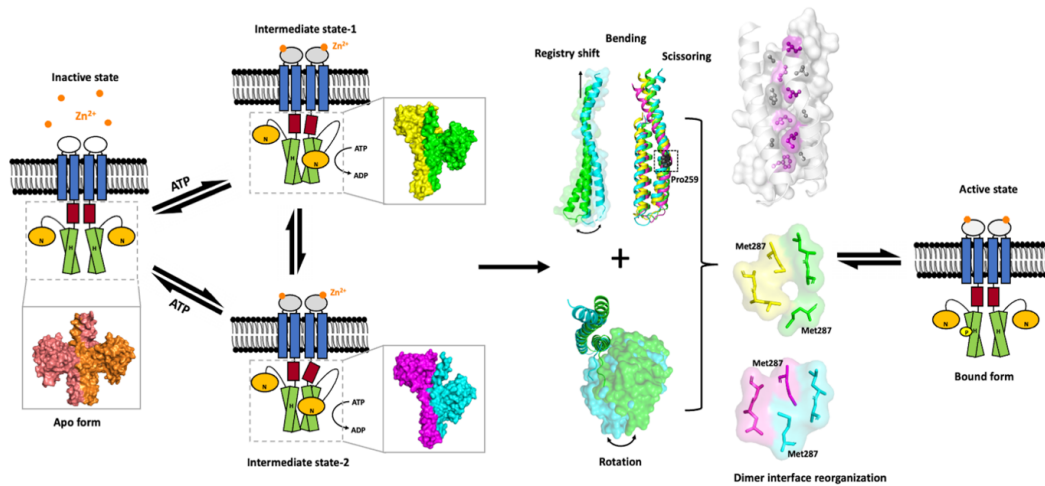 Inactive state
Zn2+
N
H
N
Apo form
ATP
ATP
Intermediate state-1
Zn2+
N
H
N
ATP
ADP
Zn2+
N
H
N
ATP
ADP
Intermediate state-2
Bending
Registry shift
Scissoring
Pro259
+
Rotation
Met287
Met287
Met287
Met287
Dimer interface reorganization
Active state
N
P
H
N
Bound form